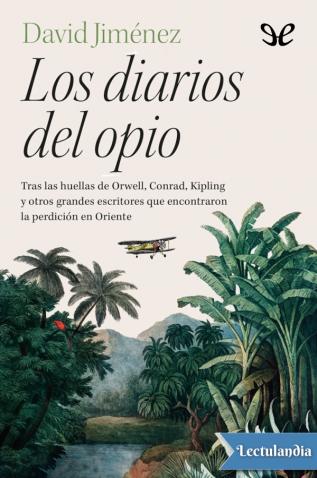 David Jiménez
Los diarios
del opio
Tras las huellas de Orwell, Conrad, Kipling
y otros grandes escritores que encontraron
la perdición en Oriente
Lectulandia